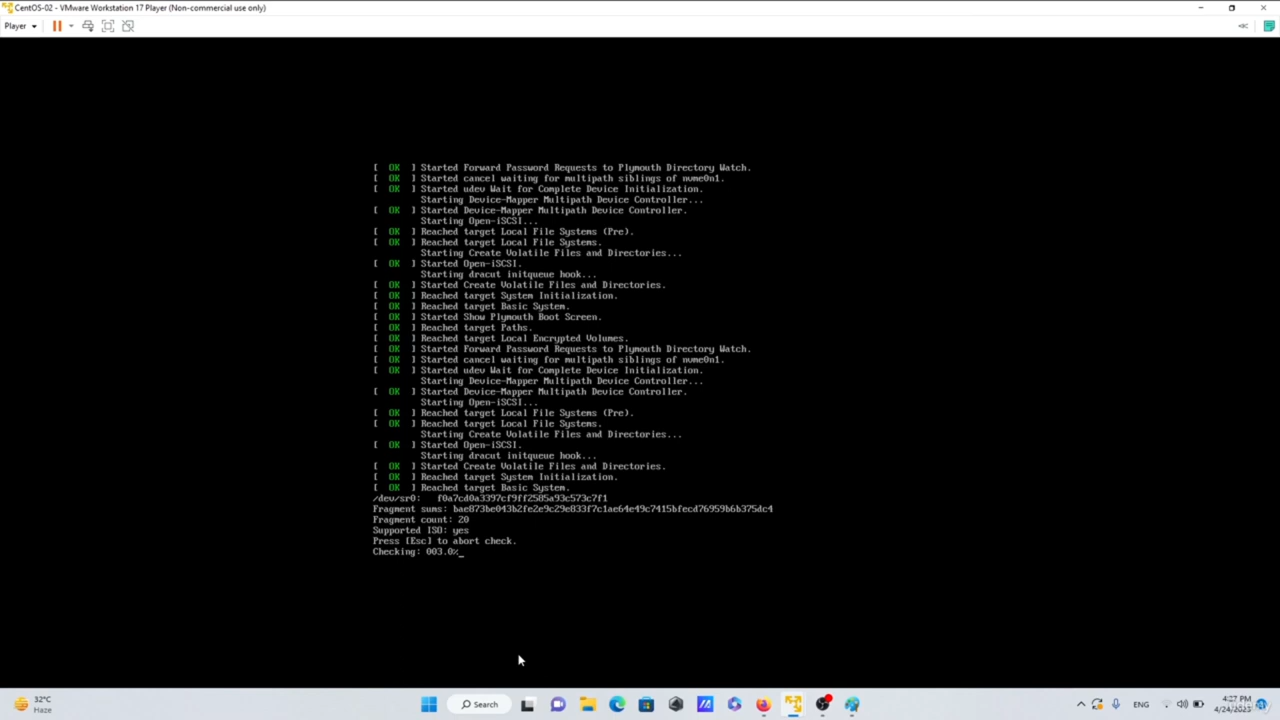 CentOS-02 - VMware Workstation 17 Player (Non-commercial use only)
Player
[ OK ] Started Forward Password Requests to Plymouth Directory Watch.
[ OK ] Started cancel waiting for multipath siblings of nvme0n1.
[ OK ] Started udev Wait for Complete Device Initialization.
Starting Device-Mapper Multipath Device Controller...
[ OK ] Started Device-Mapper Multipath Device Controller.
Starting Open-iSCSI...
[ OK ] Reached target Local File Systems (Pre).
[ OK ] Reached target Local File Systems.
Starting Create Volatile Files and Directories...
[ OK ] Started Open-iSCSI.
Starting dracut initqueue hook...
[ OK ] Started Create Volatile Files and Directories.
[ OK ] Reached target System Initialization.
[ OK ] Reached target Basic System.
[ OK ] Started Show Plymouth Boot Screen.
[ OK ] Reached target Paths.
[ OK ] Reached target Local Encrypted Volumes.
[ OK ] Started Forward Password Requests to Plymouth Directory Watch.
[ OK ] Started cancel waiting for multipath siblings of nvme0n1.
[ OK ] Started udev Wait for Complete Device Initialization.
Starting Device-Mapper Multipath Device Controller...
[ OK ] Started Device-Mapper Multipath Device Controller.
Starting Open-iSCSI...
[ OK ] Reached target Local File Systems (Pre).
[ OK ] Reached target Local File Systems.
Starting Create Volatile Files and Directories...
[ OK ] Started Open-iSCSI.
Starting dracut initqueue hook...
[ OK ] Started Create Volatile Files and Directories.
[ OK ] Reached target System Initialization.
[ OK ] Reached target Basic System.
/dev/sr0: f0a7cd0a3397cf9ff2585a93c573c7f1
Fragment sums: bae873be043b2fe2e9c29e833f7c1ae64e49c7415bfecd76959b6b375dc4
Fragment count: 20
Supported ISO: yes
Press [Esc] to abort check.
Checking: 003.0%_
32°C
Haze
Search
ENG
4:27 PM
4/24/2023